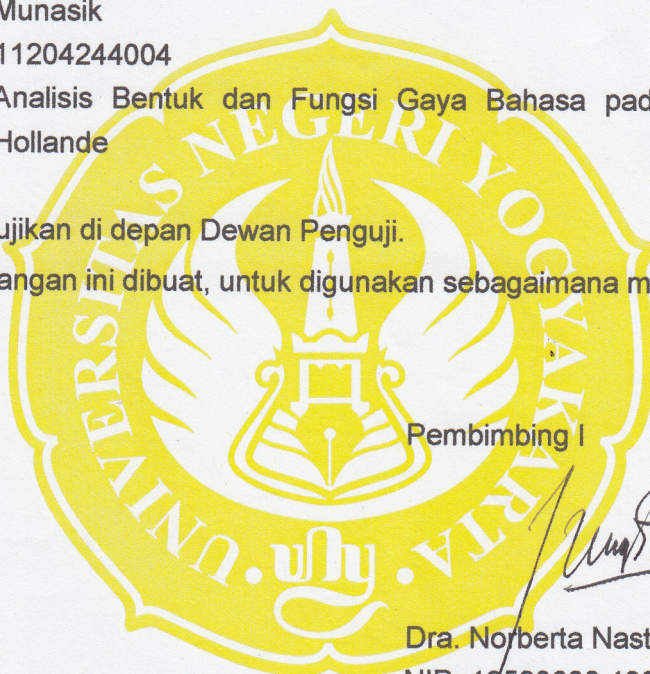 Munasik
11204244004
Analisis Bentuk dan Fungsi Gaya Bahasa pad
Hollande
ujikan di depan Dewan Penguji.
angan ini dibuat, untuk digunakan sebagaimana m
UNIVERSITAS NEGERI YOGYAKARTA
uny
Pembimbing I
Dra. Norberta Nast